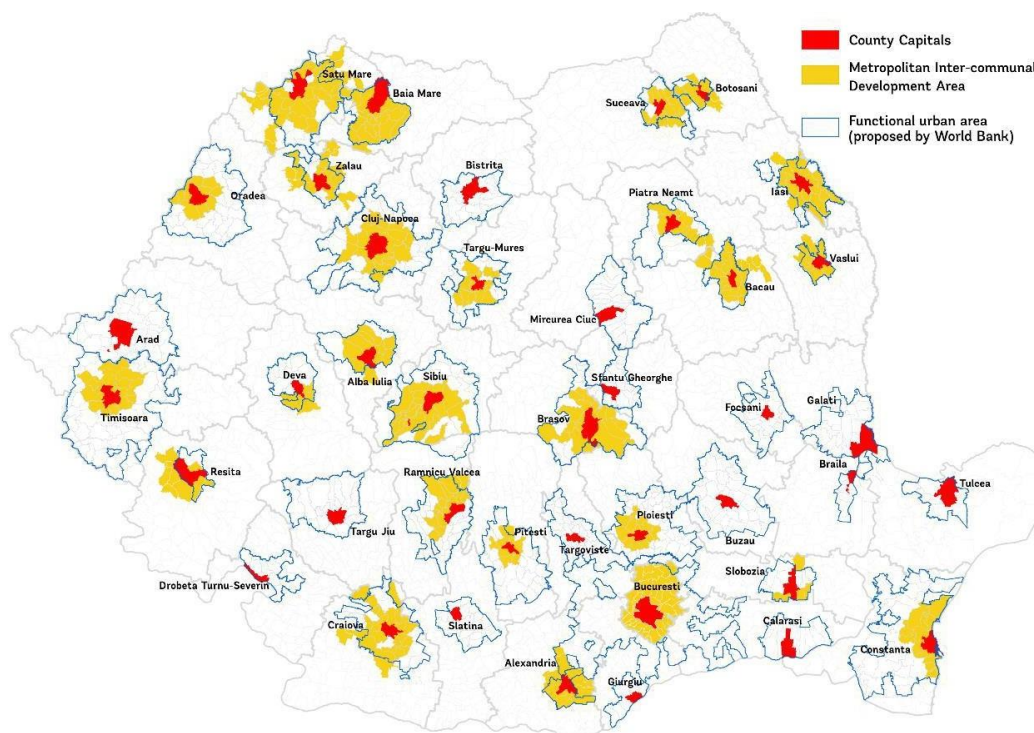 County Capitals
Metropolitan Inter-communal
Development Area
Functional urban area
(proposed by World Bank)
Satu Mare
Baia Mare
Botosani
Suceava
Zalau
Bistrita
Oradea
Iasi
Piatra Neamt
Cluj-Napoca
Targu-Mures
Vaslui
Bacau
Mircurea Ciuc
Arad
Deva
Alba Iulia
Sibiu
Sfantu Gheorghe
Timisoara
Brasov
Focsani
Galati
Resita
Ramnicu Valcea
Braila
Tulcea
Targu Jiu
Pitesti
Ploiesti
Targoviste
Buzau
Drobeta Turnu-Severin
Bucuresti
Slobozia
Craiova
Slatina
Calarasi
Constanta
Alexandria
Giurgiu